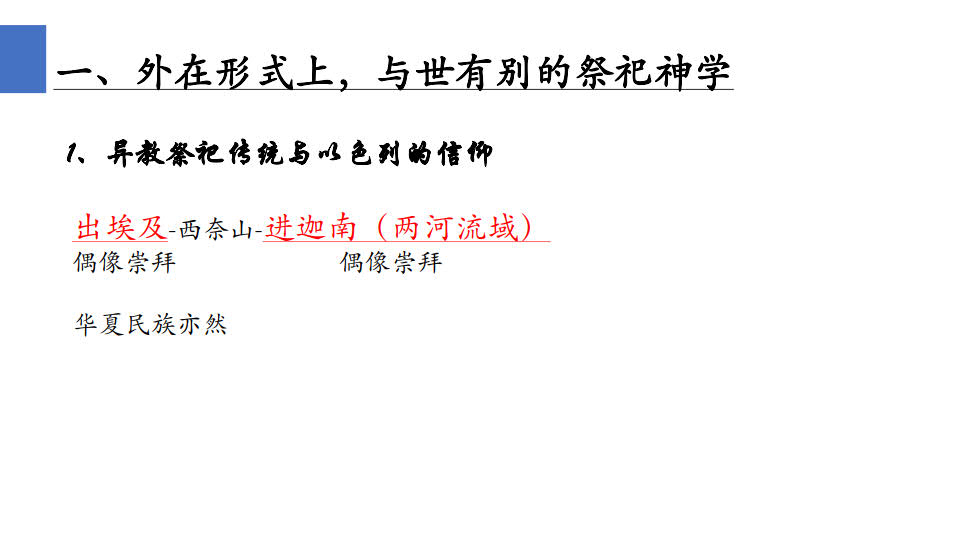 一、外在形式上，与世有别的祭祀神学
1、异教祭祀传统与以色列的信仰
出埃及-西奈山-进迦南（两河流域）
偶像崇拜 偶像崇拜
华夏民族亦然